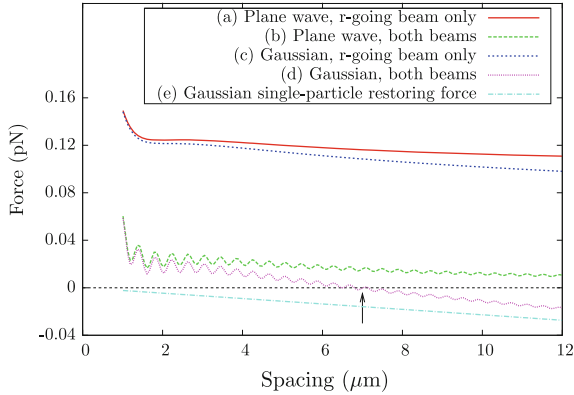 (a) Plane wave, r-going beam only
(b) Plane wave, both beams
(c) Gaussian, r-going beam only
(d) Gaussian, both beams
(e) Gaussian single-particle restoring force
0.16
0.12
0.08
0.04
0
-0.04
Force (pN)
0 2 4 6 8 10 12
Spacing (μm)